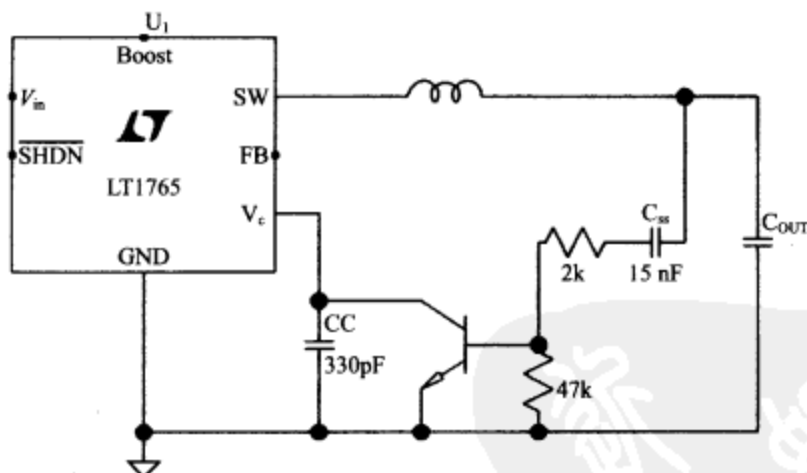 U1
Boost
Vin
SW
SHDN
FB
LT1765
Vc
GND
Css
COUT
2k
15 nF
CC
330pF
47k